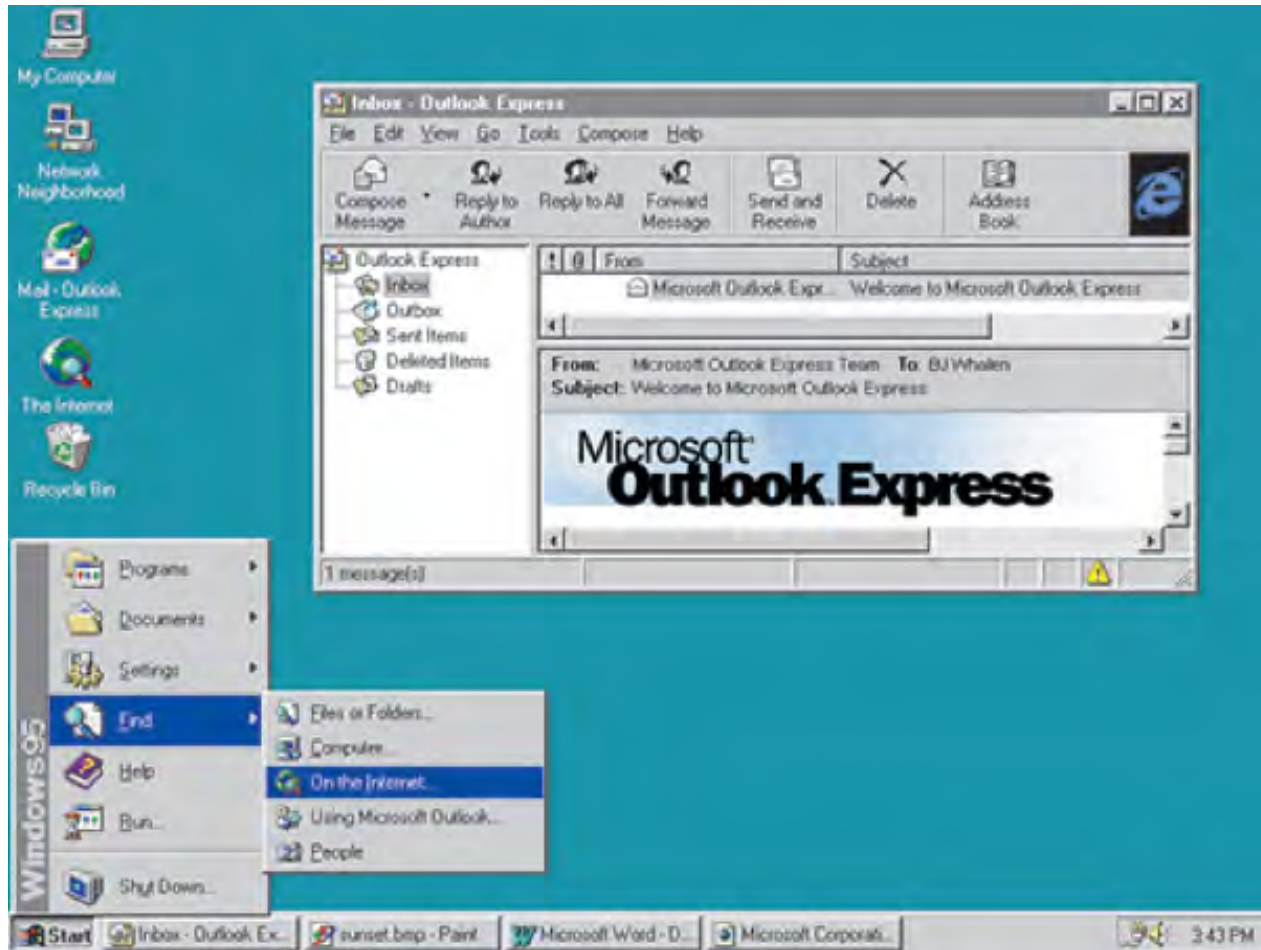 My Computer
Network
Neighborhood
Mail - Outlook
Express
The Internet
Recycle Bin
Inbox - Outlook Express
File Edit View Go Tools Compose Help
Compose
Message
Reply to
Author
Reply to All
Forward
Message
Send and
Receive
Delete
Address
Book
Outlook Express
Inbox
Outbox
Sent Items
Deleted Items
Drafts
! From Subject
Microsoft Outlook Expr... Welcome to Microsoft Outlook Express
From: Microsoft Outlook Express Team To: BJ Whalen
Subject: Welcome to Microsoft Outlook Express
Microsoft®
Outlook Express
1 message(s)
Windows95
Programs
Documents
Settings
Find
Help
Run...
Shut Down...
Files or Folders...
Computer...
On the Internet...
Using Microsoft Outlook...
People
Start
Inbox - Outlook Ex...
sunset.bmp - Paint
Microsoft Word - D...
Microsoft Corporati...
3:43 PM